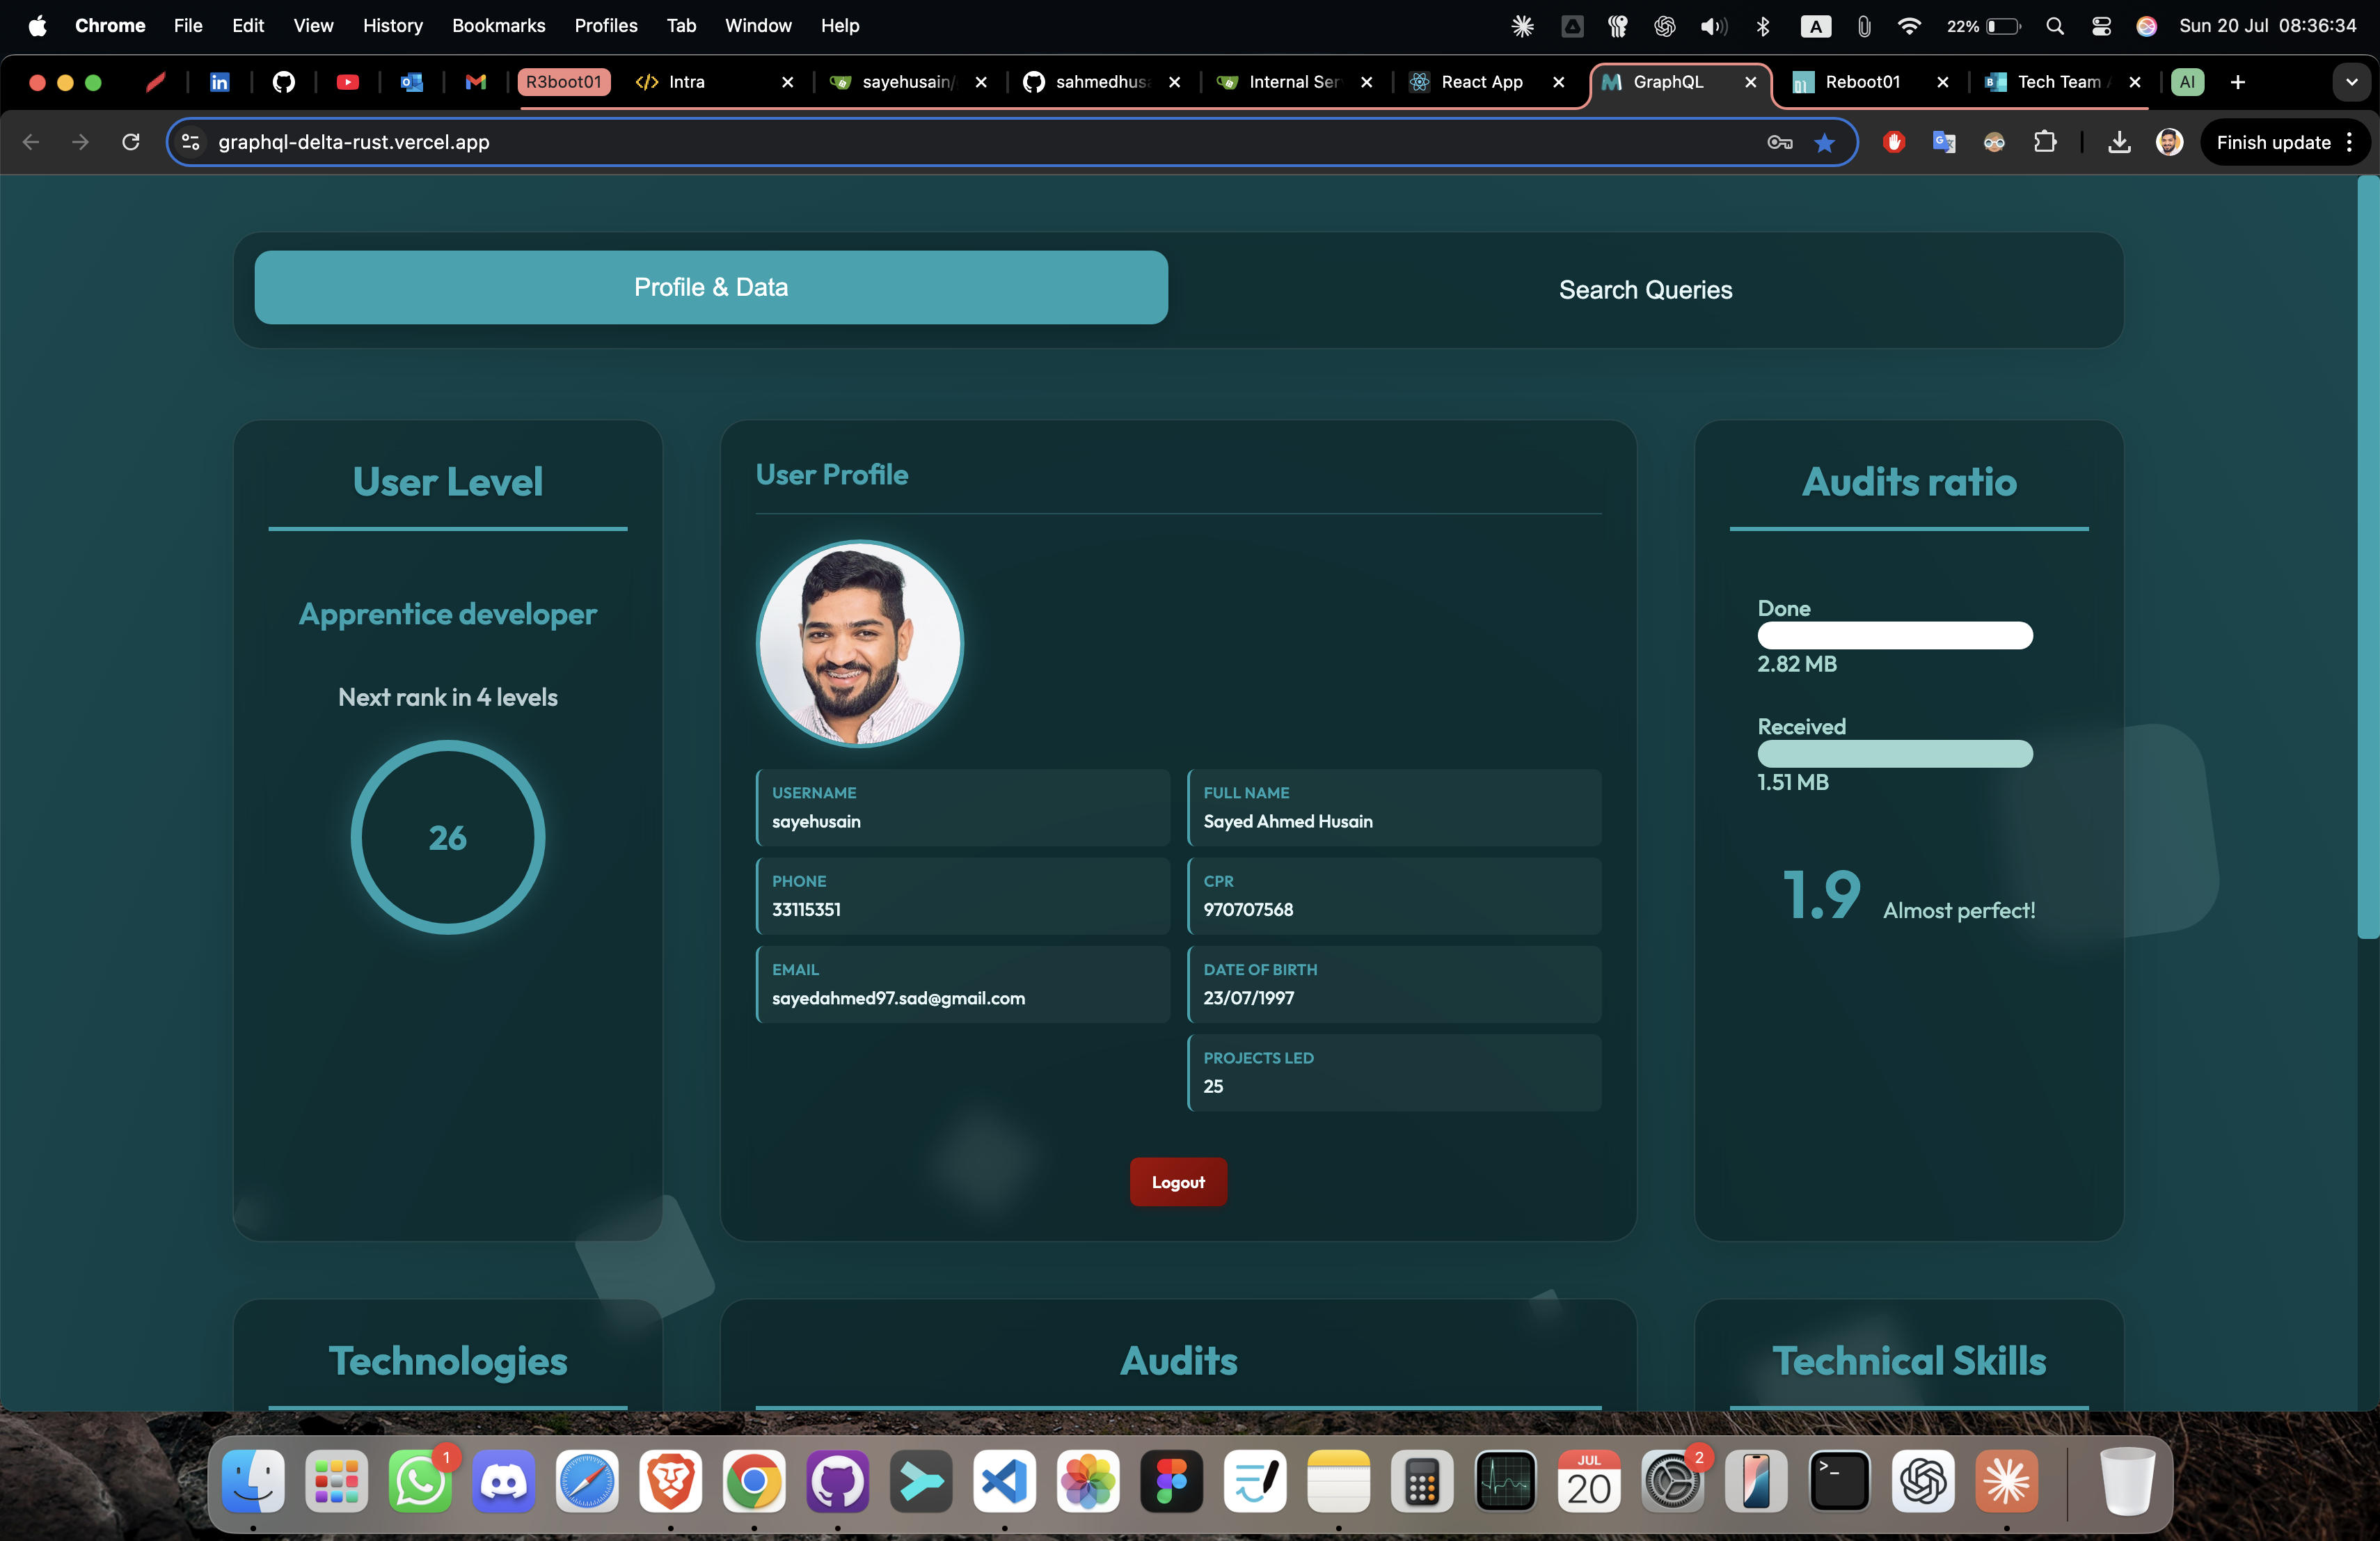 Chrome File Edit View History Bookmarks Profiles Tab Window Help
A 22% Sun 20 Jul 08:36:34
R3boot01 Intra sayehusain/ sahmedhus Internal Ser React App GraphQL Reboot01 Tech Team AI
graphql-delta-rust.vercel.app
Finish update
Profile & Data
Search Queries
User Level
Apprentice developer
Next rank in 4 levels
26
User Profile
USERNAME
sayehusain
FULL NAME
Sayed Ahmed Husain
PHONE
33115351
CPR
970707568
EMAIL
sayedahmed97.sad@gmail.com
DATE OF BIRTH
23/07/1997
PROJECTS LED
25
Logout
Audits ratio
Done
2.82 MB
Received
1.51 MB
1.9 Almost perfect!
Technologies
Audits
Technical Skills
1
JUL
20
2